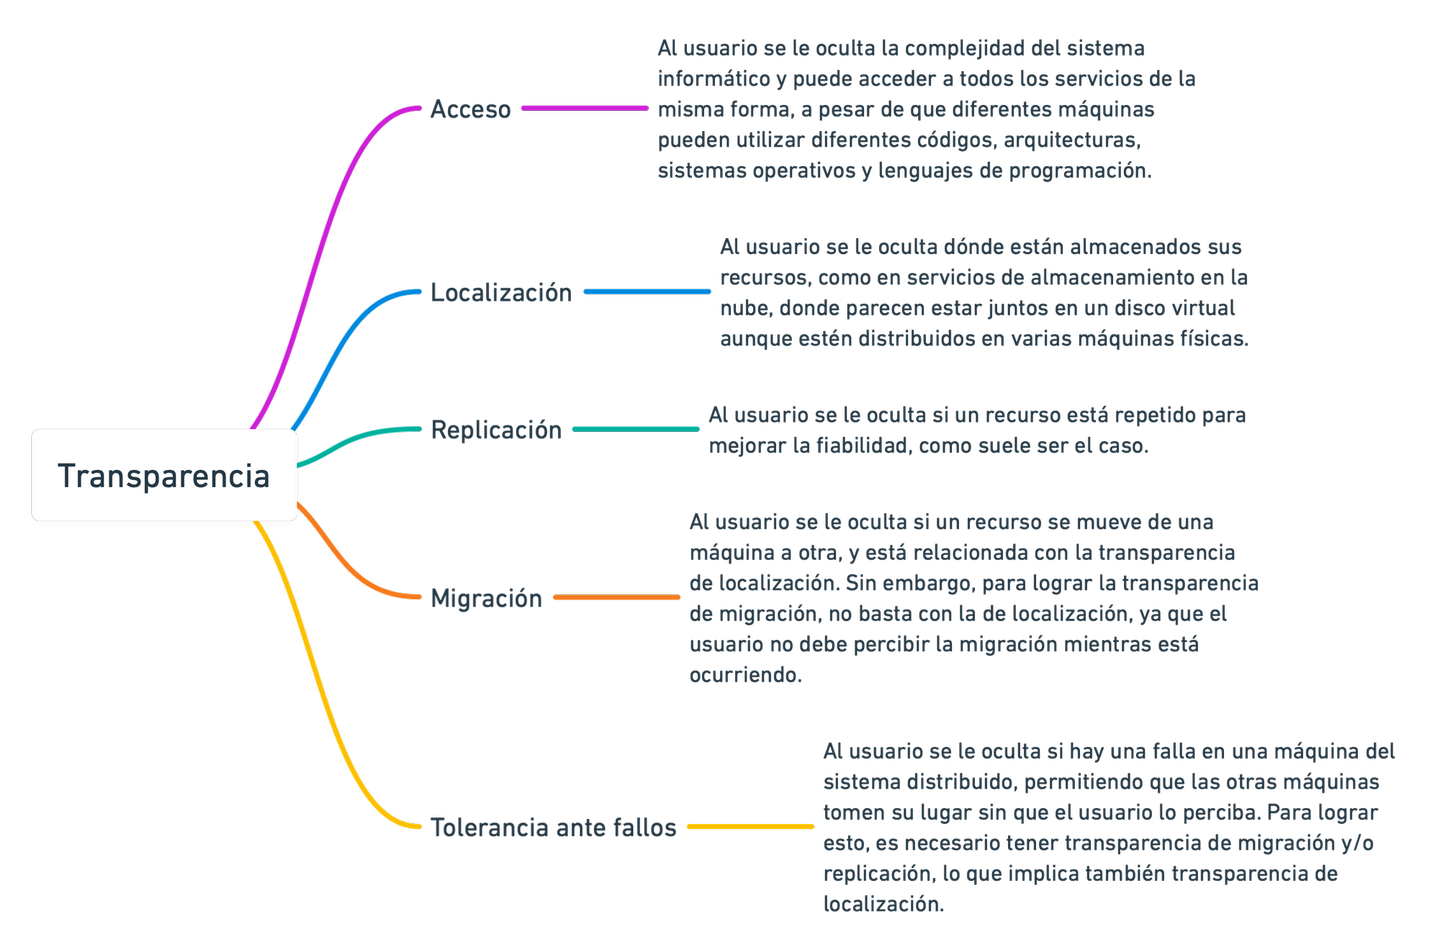 Transparencia
Acceso
Al usuario se le oculta la complejidad del sistema
informático y puede acceder a todos los servicios de la
misma forma, a pesar de que diferentes máquinas
pueden utilizar diferentes códigos, arquitecturas,
sistemas operativos y lenguajes de programación.
Localización
Al usuario se le oculta dónde están almacenados sus
recursos, como en servicios de almacenamiento en la
nube, donde parecen estar juntos en un disco virtual
aunque estén distribuidos en varias máquinas físicas.
Replicación
Al usuario se le oculta si un recurso está repetido para
mejorar la fiabilidad, como suele ser el caso.
Migración
Al usuario se le oculta si un recurso se mueve de una
máquina a otra, y está relacionada con la transparencia
de localización. Sin embargo, para lograr la transparencia
de migración, no basta con la de localización, ya que el
usuario no debe percibir la migración mientras está
ocurriendo.
Tolerancia ante fallos
Al usuario se le oculta si hay una falla en una máquina del
sistema distribuido, permitiendo que las otras máquinas
tomen su lugar sin que el usuario lo perciba. Para lograr
esto, es necesario tener transparencia de migración y/o
replicación, lo que implica también transparencia de
localización.